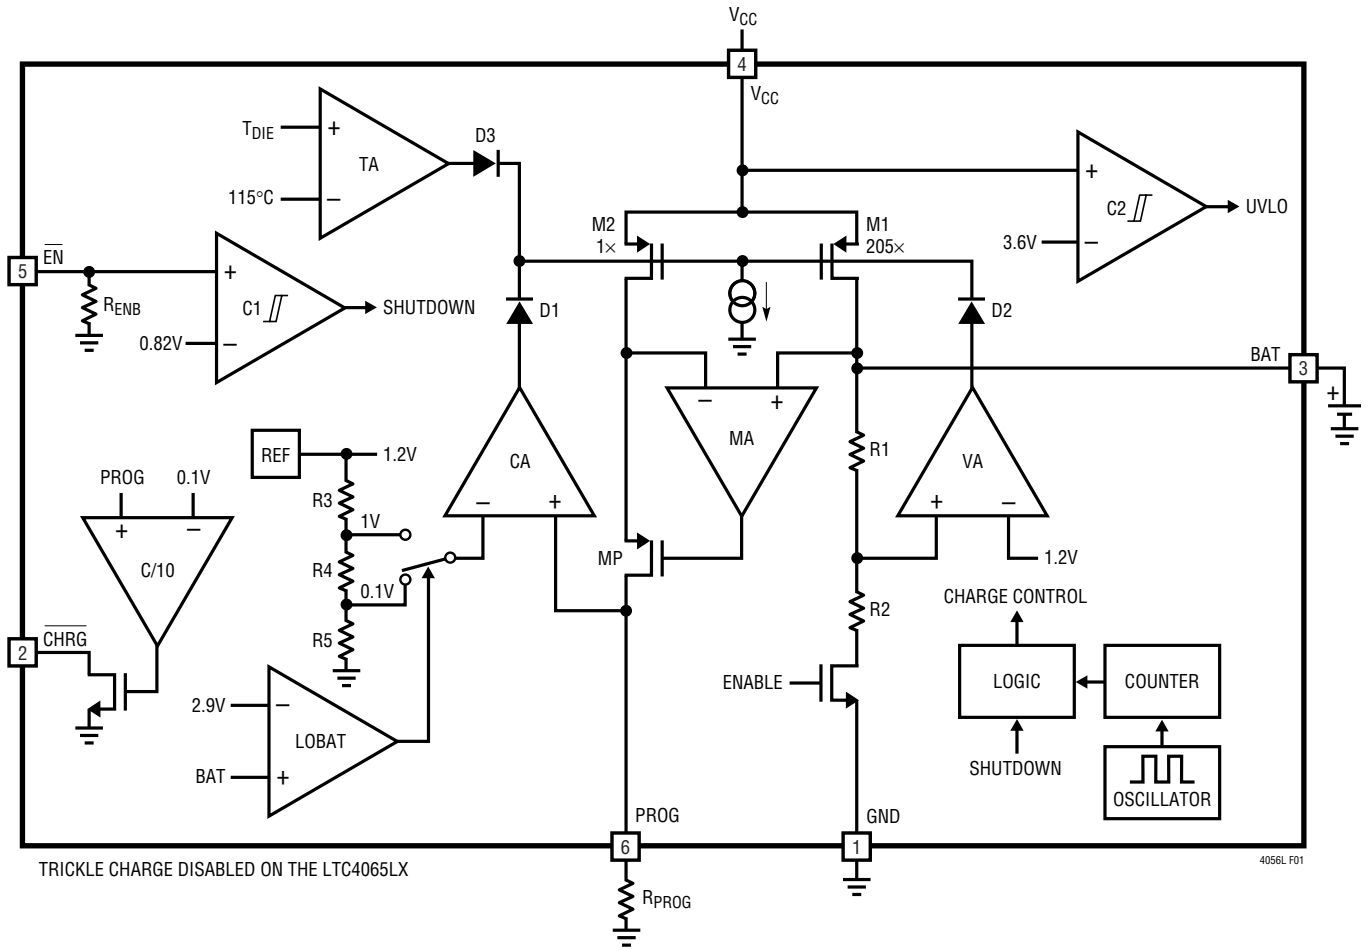 VCC
4
VCC
TDIE
+
TA
115°C
−
D3
M2
1×
M1
205×
+
C2
3.6V
−
UVLO
5
EN
RENB
+
C1
0.82V
−
SHUTDOWN
D1
D2
BAT
3
+
−
+
MA
REF
1.2V
R3
1V
R4
0.1V
R5
CA
−
+
R1
VA
+
−
1.2V
PROG
0.1V
+
−
C/10
MP
R2
2
CHRG
2.9V
−
LOBAT
BAT
+
ENABLE
CHARGE CONTROL
LOGIC
COUNTER
SHUTDOWN
OSCILLATOR
PROG
6
GND
1
RPROG
TRICKLE CHARGE DISABLED ON THE LTC4065LX
4056L F01